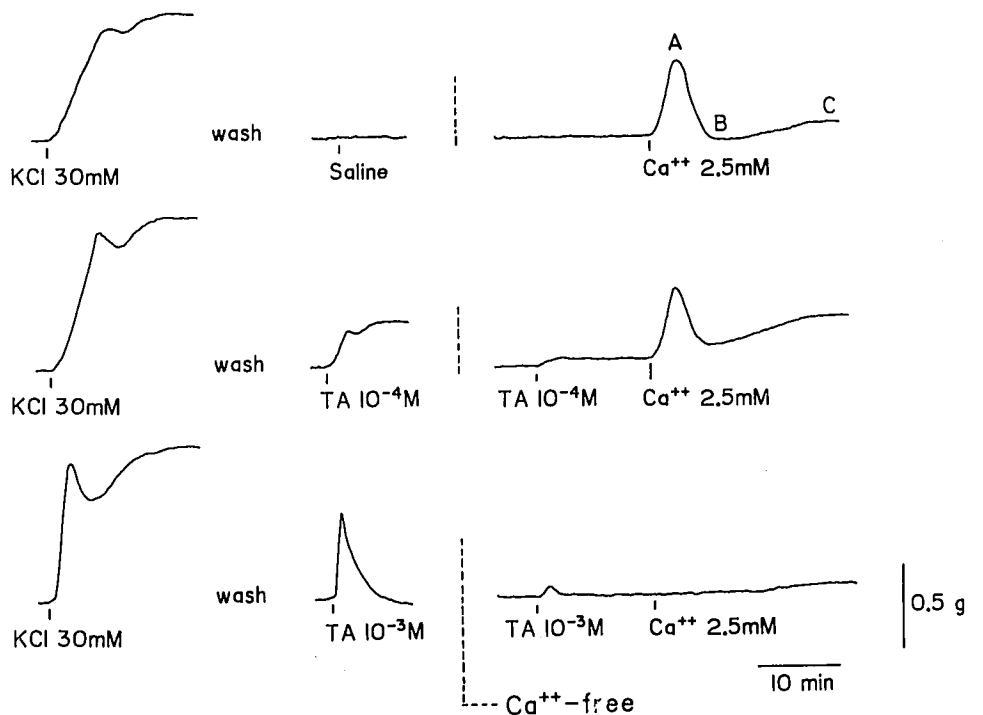 A
B
C
KCl 30mM
wash
Saline
Ca⁺⁺ 2.5mM
KCl 30mM
wash
TA 10⁻⁴M
TA 10⁻⁴M
Ca⁺⁺ 2.5mM
KCl 30mM
wash
TA 10⁻³M
TA 10⁻³M
Ca⁺⁺ 2.5mM
0.5 g
10 min
Ca⁺⁺-free